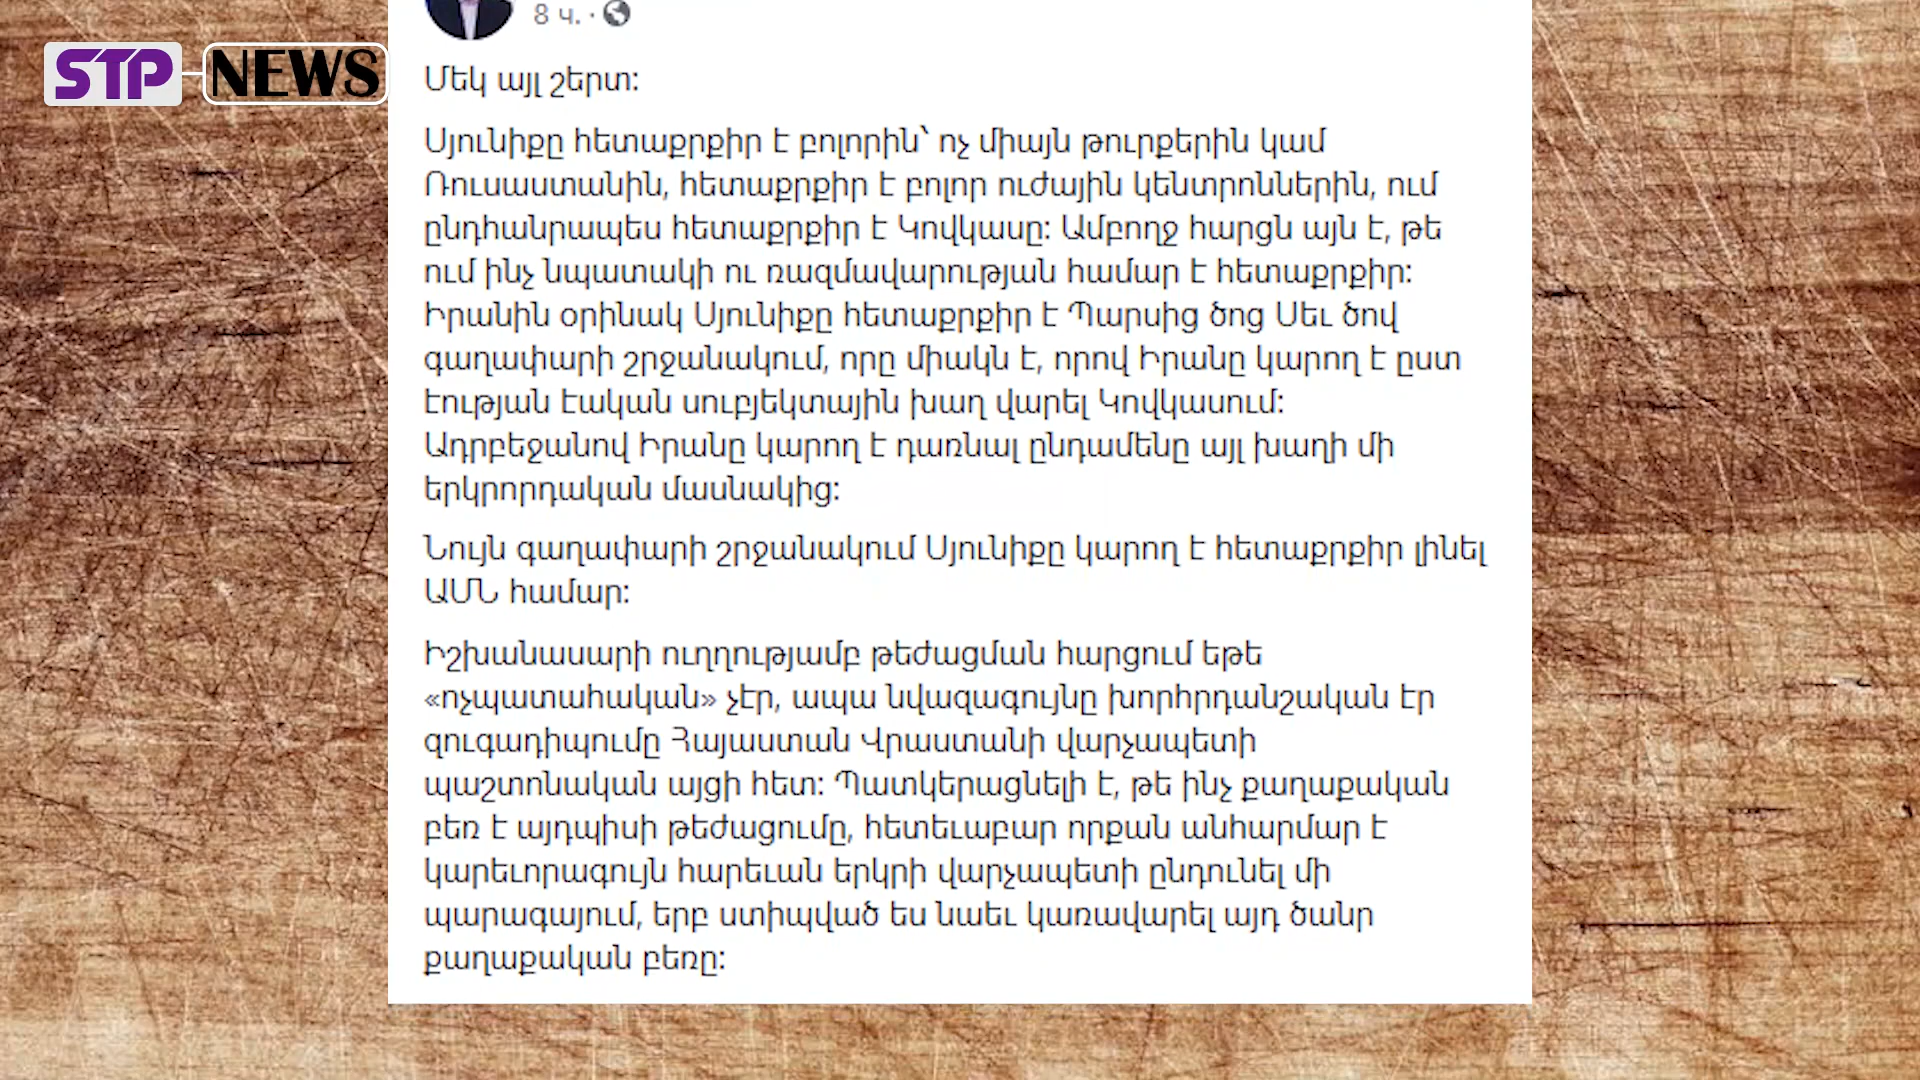 STP NEWS
8 ч. ·
Մեկ այլ շերտ:
Սյունիքը հետաքրքիր է բոլորին՝ ոչ միայն թուրքերին կամ
Ռուսաստանին, հետաքրքիր է բոլոր ուժային կենտրոններին, ում
ընդհանրապես հետաքրքիր է Կովկասը: Ամբողջ հարցն այն է, թե
ում ինչ նպատակի ու ռազմավարության համար է հետաքրքիր:
Իրանին օրինակ Սյունիքը հետաքրքիր է Պարսից ծոց Սեւ ծով
գաղափարի շրջանակում, որը միակն է, որով Իրանը կարող է ըստ
էության էական սուբյեկտային խաղ վարել Կովկասում:
Ադրբեջանով Իրանը կարող է դառնալ ընդամենը այլ խաղի մի
երկրորդական մասնակից:
Նույն գաղափարի շրջանակում Սյունիքը կարող է հետաքրքիր լինել
ԱՄՆ համար:
Իշխանասարի ուղղությամբ թեժացման հարցում եթե
«ոչպատահական» չէր, ապա նվազագույնը խորհրդանշական էր
զուգադիպումը Հայաստան Վրաստանի վարչապետի
պաշտոնական այցի հետ: Պատկերացնելի է, թե ինչ քաղաքական
բեռ է այդպիսի թեժացումը, հետեւաբար որքան անհարմար է
կարեւորագույն հարեւան երկրի վարչապետի ընդունել մի
պարագայում, երբ ստիպված ես նաեւ կառավարել այդ ծանր
քաղաքական բեռը: